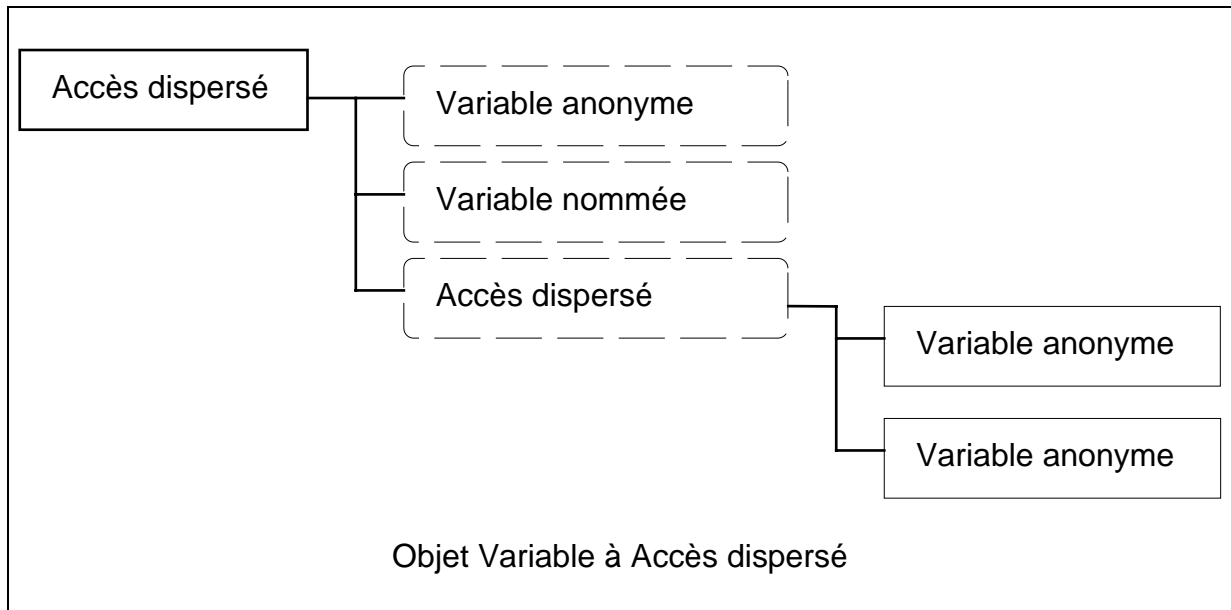 Accès dispersé
Variable anonyme
Variable nommée
Accès dispersé
Variable anonyme
Variable anonyme
Objet Variable à Accès dispersé